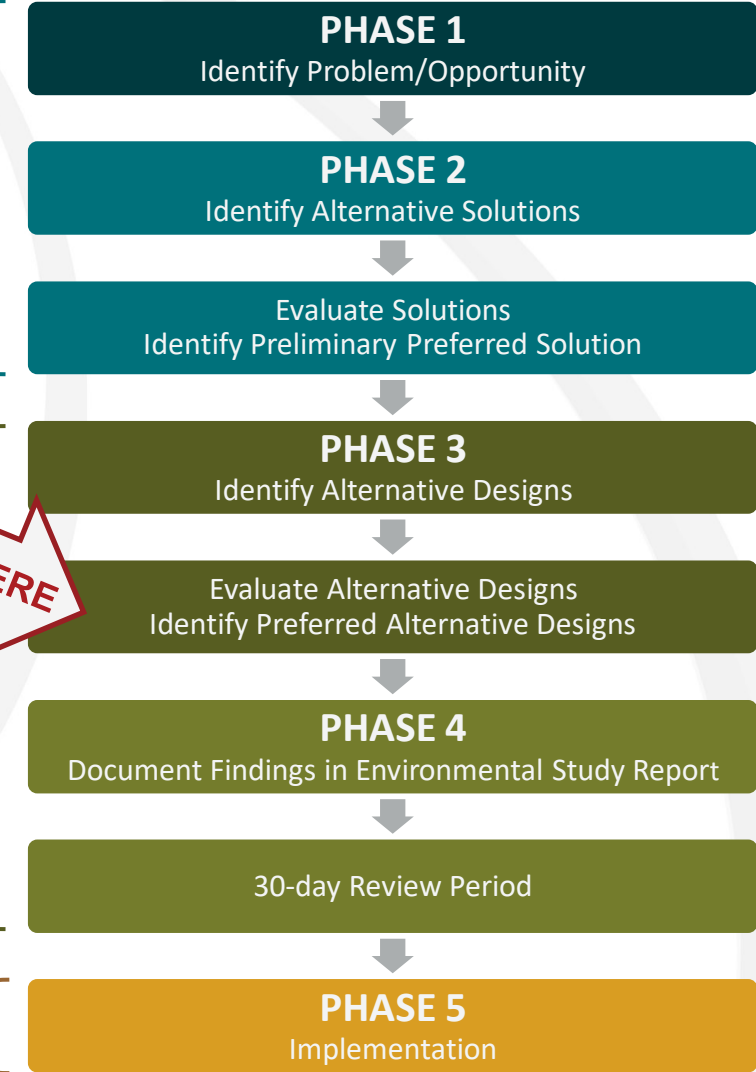 PHASE 1
Identify Problem/Opportunity
PHASE 2
Identify Alternative Solutions
Evaluate Solutions
Identify Preliminary Preferred Solution
PHASE 3
Identify Alternative Designs
Evaluate Alternative Designs
Identify Preferred Alternative Designs
PHASE 4
Document Findings in Environmental Study Report
30-day Review Period
PHASE 5
Implementation